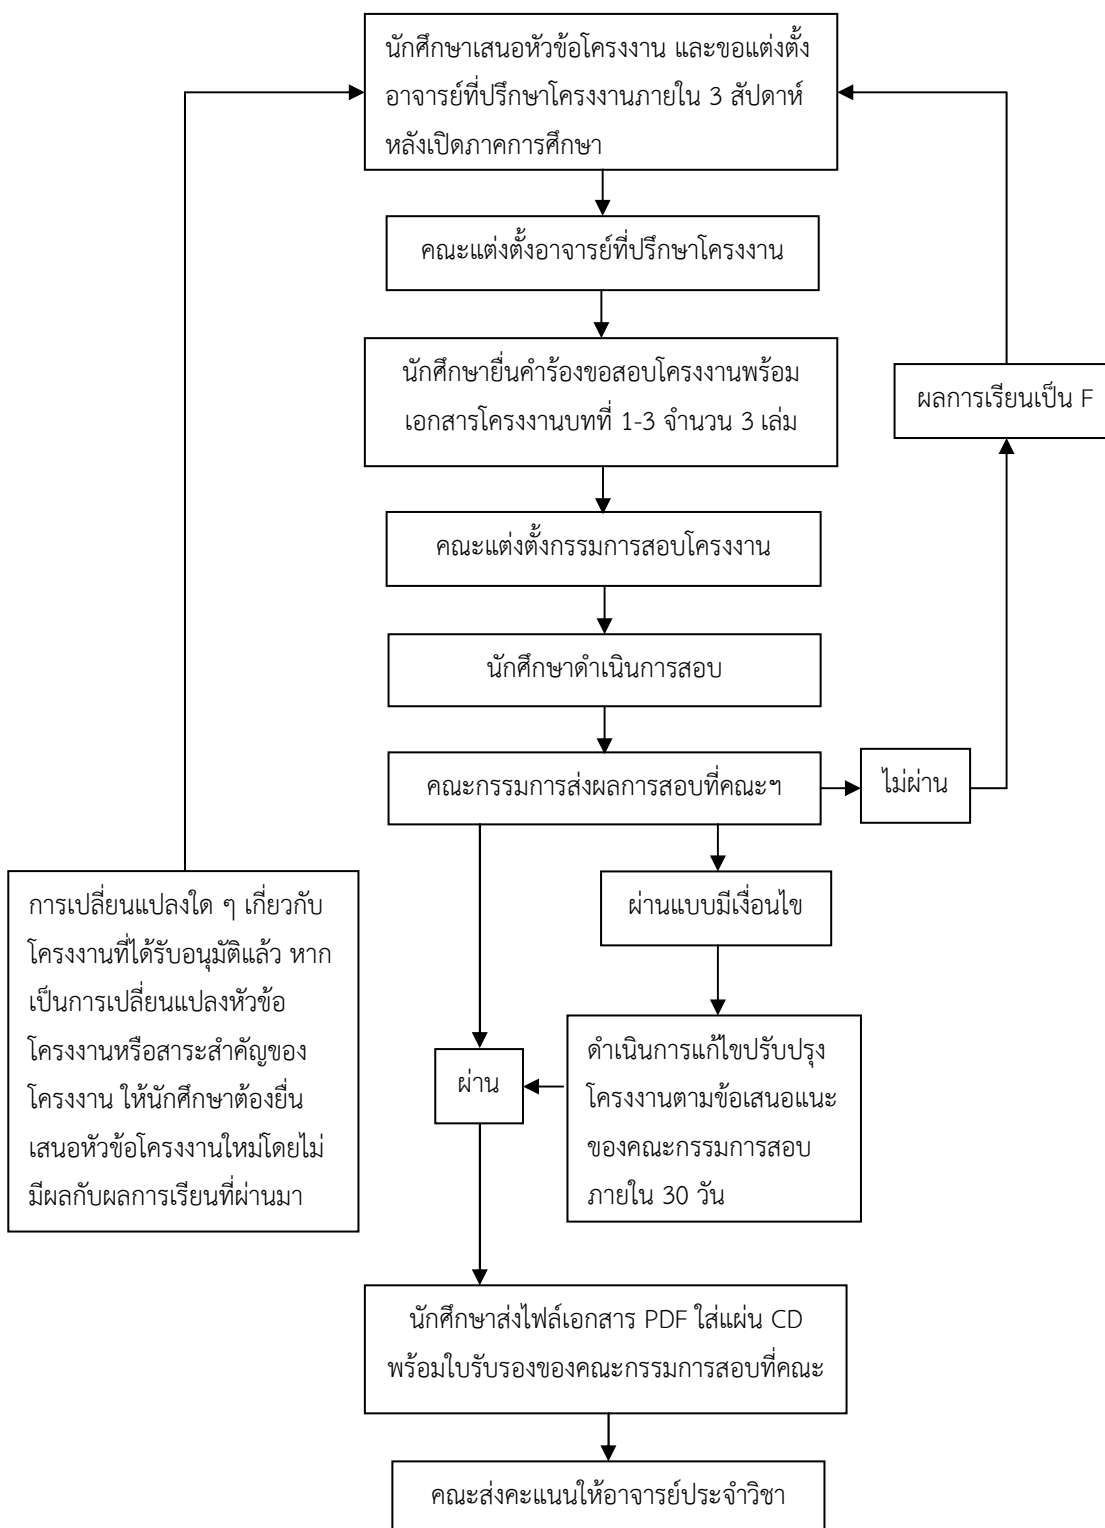 นักศึกษาเสนอหัวข้อโครงงาน และขอแต่งตั้ง
อาจารย์ที่ปรึกษาโครงงานภายใน 3 สัปดาห์
หลังเปิดภาคการศึกษา
คณะแต่งตั้งอาจารย์ที่ปรึกษาโครงงาน
นักศึกษายื่นคำร้องขอสอบโครงงานพร้อม
เอกสารโครงงานบทที่ 1-3 จำนวน 3 เล่ม
ผลการเรียนเป็น F
คณะแต่งตั้งกรรมการสอบโครงงาน
นักศึกษาดำเนินการสอบ
คณะกรรมการส่งผลการสอบที่คณะฯ
ไม่ผ่าน
ผ่านแบบมีเงื่อนไข
การเปลี่ยนแปลงใด ๆ เกี่ยวกับ
โครงงานที่ได้รับอนุมัติแล้ว หาก
เป็นการเปลี่ยนแปลงหัวข้อ
โครงงานหรือสาระสำคัญของ
โครงงาน ให้นักศึกษาต้องยื่น
เสนอหัวข้อโครงงานใหม่โดยไม่
มีผลกับผลการเรียนที่ผ่านมา
ผ่าน
ดำเนินการแก้ไขปรับปรุง
โครงงานตามข้อเสนอแนะ
ของคณะกรรมการสอบ
ภายใน 30 วัน
นักศึกษาส่งไฟล์เอกสาร PDF ใส่แผ่น CD
พร้อมใบรับรองของคณะกรรมการสอบที่คณะ
คณะส่งคะแนนให้อาจารย์ประจำวิชา